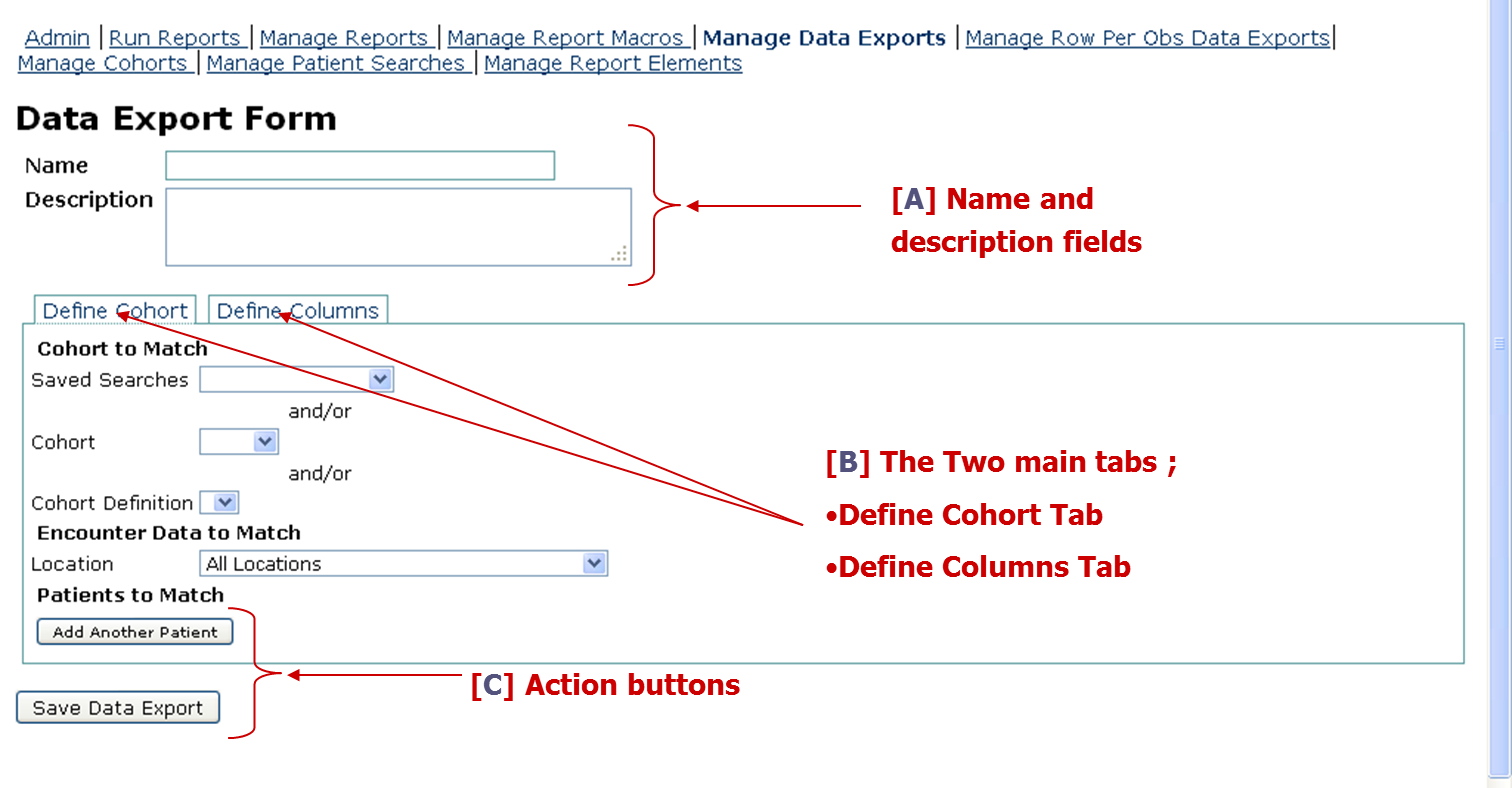 Admin | Run Reports | Manage Reports | Manage Report Macros | Manage Data Exports | Manage Row Per Obs Data Exports|
Manage Cohorts | Manage Patient Searches | Manage Report Elements
Data Export Form
Name
Description
[A] Name and
description fields
Define Cohort Define Columns
Cohort to Match
Saved Searches
and/or
Cohort
and/or
Cohort Definition
Encounter Data to Match
Location All Locations
Patients to Match
Add Another Patient
Save Data Export
[B] The Two main tabs ;
•Define Cohort Tab
•Define Columns Tab
[C] Action buttons